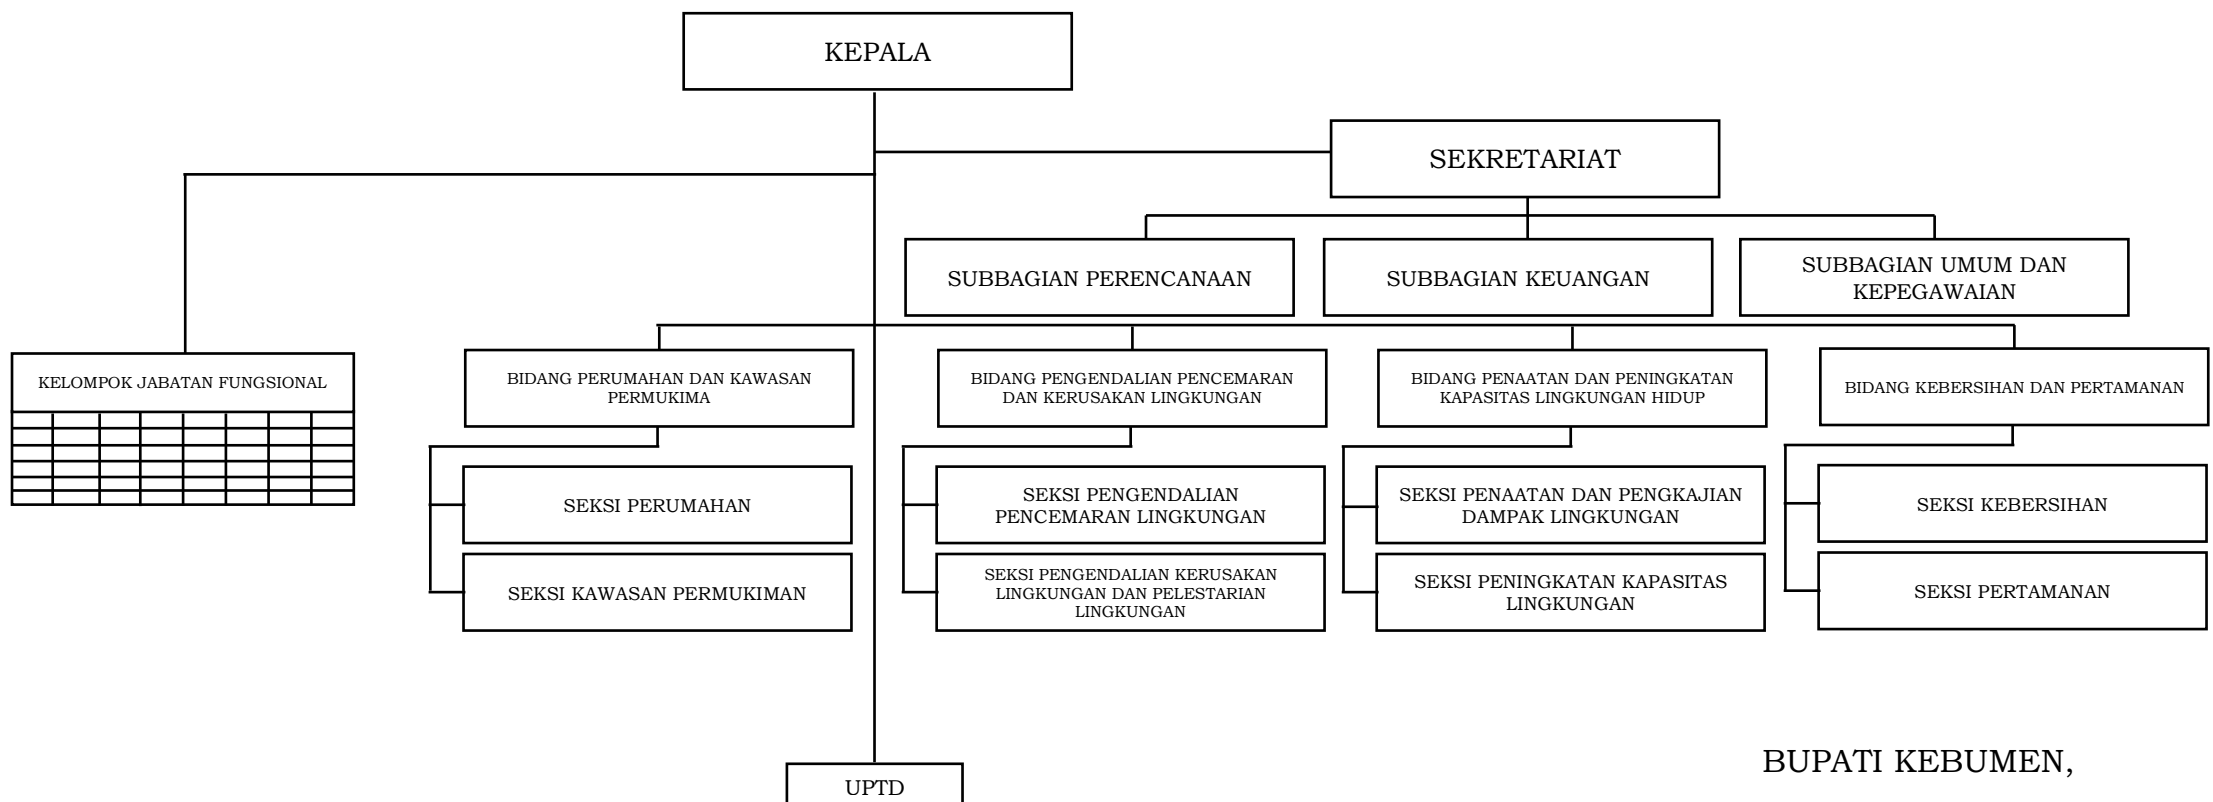 KEPALA
SEKRETARIAT
SUBBAGIAN PERENCANAAN
SUBBAGIAN KEUANGAN
SUBBAGIAN UMUM DAN
KEPEGAWAIAN
KELOMPOK JABATAN FUNGSIONAL
BIDANG PERUMAHAN DAN KAWASAN
PERMUKIMA
BIDANG PENGENDALIAN PENCEMARAN
DAN KERUSAKAN LINGKUNGAN
BIDANG PENAATAN DAN PENINGKATAN
KAPASITAS LINGKUNGAN HIDUP
BIDANG KEBERSIHAN DAN PERTAMANAN
SEKSI PERUMAHAN
SEKSI PENGENDALIAN
PENCEMARAN LINGKUNGAN
SEKSI PENAATAN DAN PENGKAJIAN
DAMPAK LINGKUNGAN
SEKSI KEBERSIHAN
SEKSI KAWASAN PERMUKIMAN
SEKSI PENGENDALIAN KERUSAKAN
LINGKUNGAN DAN PELESTARIAN
LINGKUNGAN
SEKSI PENINGKATAN KAPASITAS
LINGKUNGAN
SEKSI PERTAMANAN
BUPATI KEBUMEN,
UPTD